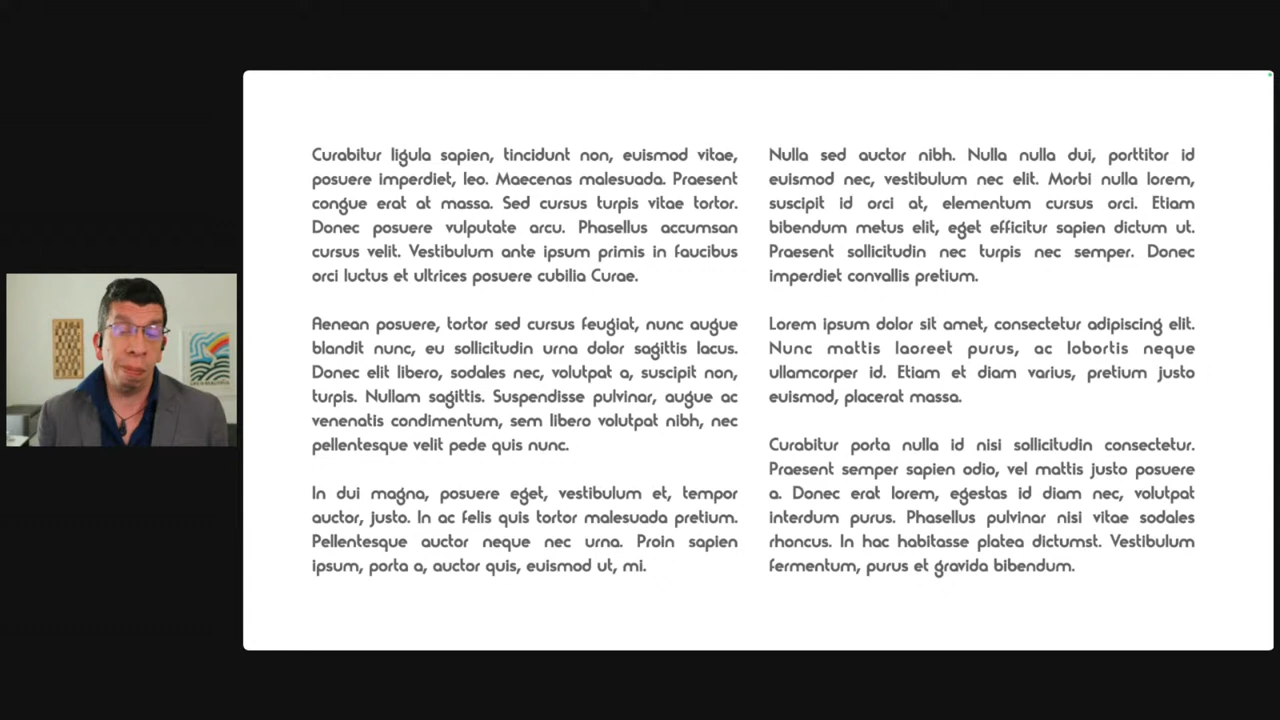 Curabitur ligula sapien, tincidunt non, euismod vitae,
posuere imperdiet, leo. Maecenas malesuada. Praesent
congue erat at massa. Sed cursus turpis vitae tortor.
Donec posuere vulputate arcu. Phasellus accumsan
cursus velit. Vestibulum ante ipsum primis in faucibus
orci luctus et ultrices posuere cubilia Curae.
Aenean posuere, tortor sed cursus feugiat, nunc augue
blandit nunc, eu sollicitudin urna dolor sagittis lacus.
Donec elit libero, sodales nec, volutpat a, suscipit non,
turpis. Nullam sagittis. Suspendisse pulvinar, augue ac
venenatis condimentum, sem libero volutpat nibh, nec
pellentesque velit pede quis nunc.
In dui magna, posuere eget, vestibulum et, tempor
auctor, justo. In ac felis quis tortor malesuada pretium.
Pellentesque auctor neque nec urna. Proin sapien
ipsum, porta a, auctor quis, euismod ut, mi.
Nulla sed auctor nibh. Nulla nulla dui, porttitor id
euismod nec, vestibulum nec elit. Morbi nulla lorem,
suscipit id orci at, elementum cursus orci. Etiam
bibendum metus elit, eget efficitur sapien dictum ut.
Praesent sollicitudin nec turpis nec semper. Donec
imperdiet convallis pretium.
Lorem ipsum dolor sit amet, consectetur adipiscing elit.
Nunc mattis laoreet purus, ac lobortis neque
ullamcorper id. Etiam et diam varius, pretium justo
euismod, placerat massa.
Curabitur porta nulla id nisi sollicitudin consectetur.
Praesent semper sapien odio, vel mattis justo posuere
a. Donec erat lorem, egestas id diam nec, volutpat
interdum purus. Phasellus pulvinar nisi vitae sodales
rhoncus. In hac habitasse platea dictumst. Vestibulum
fermentum, purus et gravida bibendum.